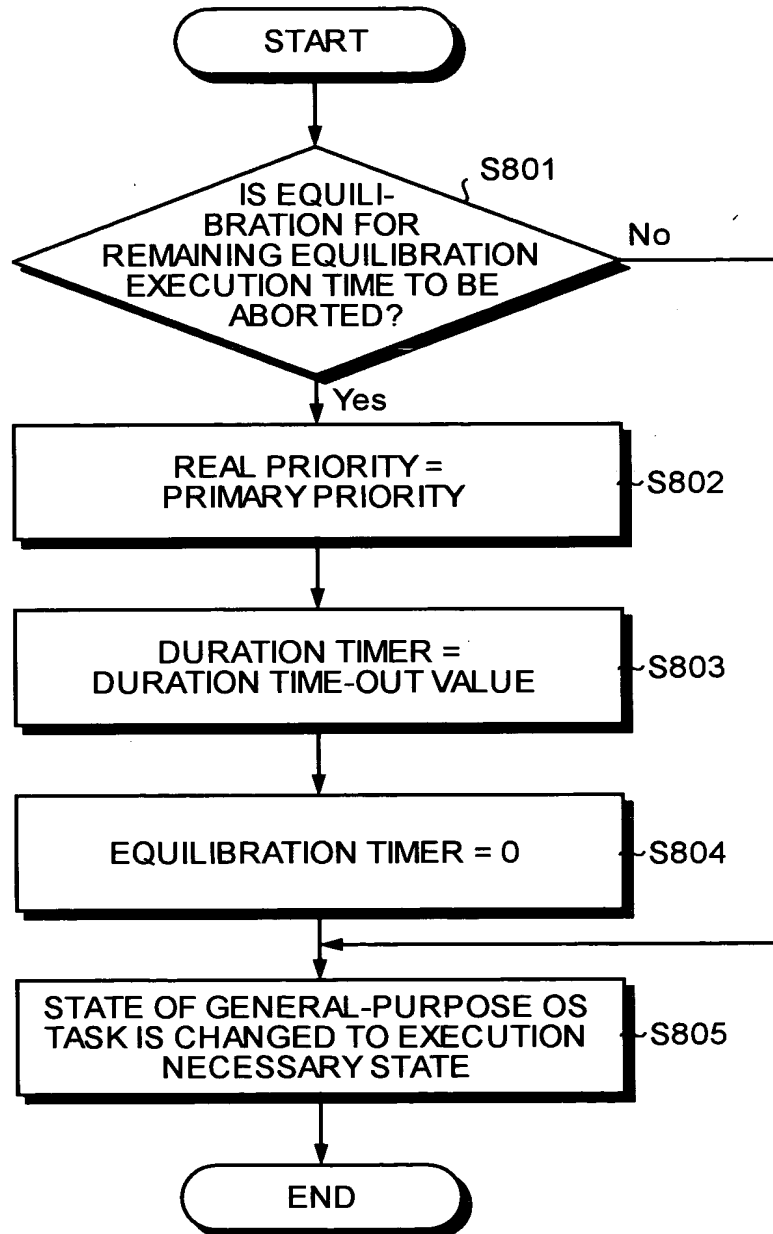 START
S801
IS EQUILI-
BRATION FOR
REMAINING EQUILIBRATION
EXECUTION TIME TO BE
ABORTED?
No
Yes
REAL PRIORITY =
PRIMARY PRIORITY
S802
DURATION TIMER =
DURATION TIME-OUT VALUE
S803
EQUILIBRATION TIMER = 0
S804
STATE OF GENERAL-PURPOSE OS
TASK IS CHANGED TO EXECUTION
NECESSARY STATE
S805
END